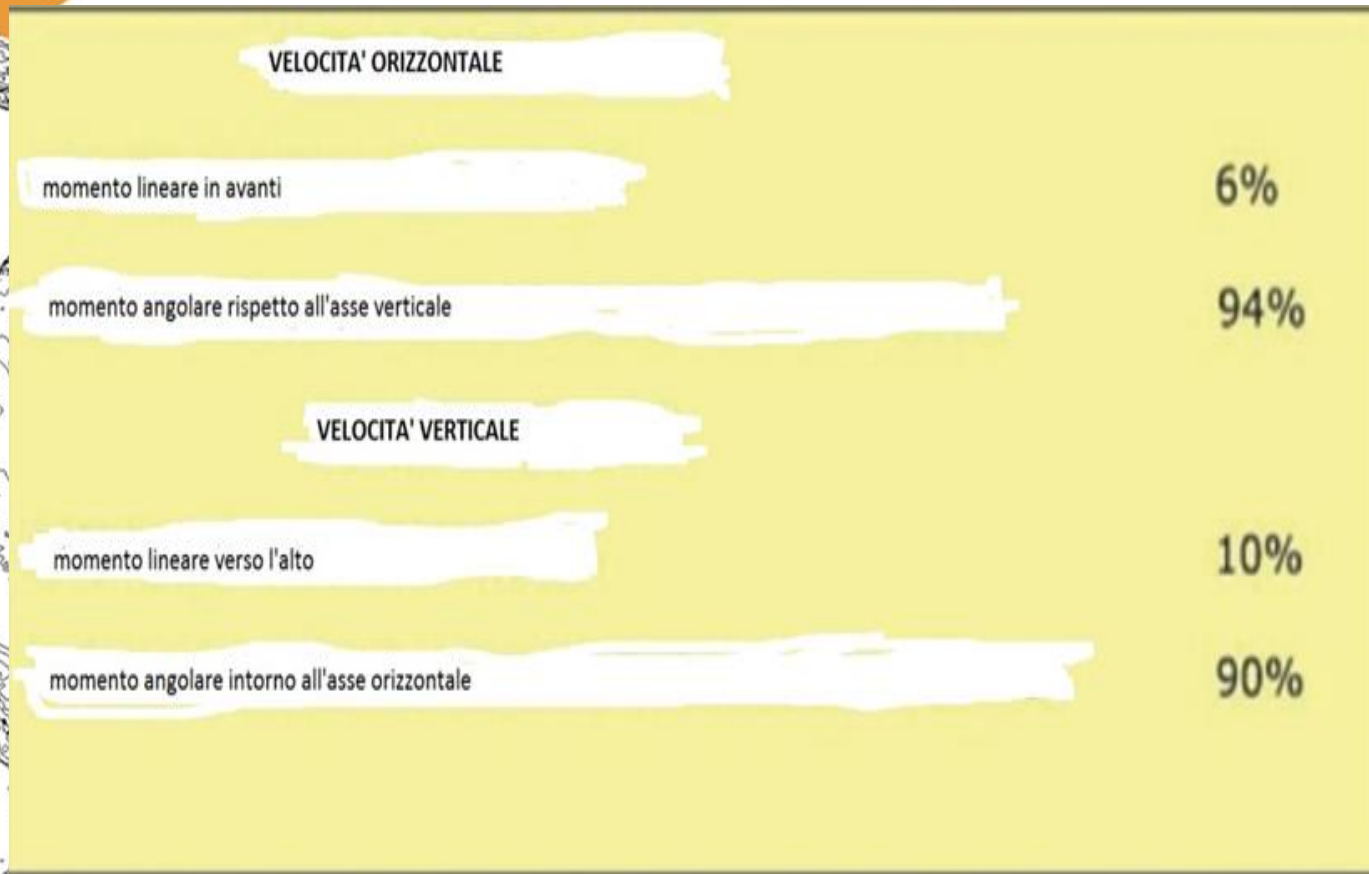 VELOCITA' ORIZZONTALE
momento lineare in avanti 6%
momento angolare rispetto all'asse verticale 94%
VELOCITA' VERTICALE
momento lineare verso l'alto 10%
momento angolare intorno all'asse orizzontale 90%